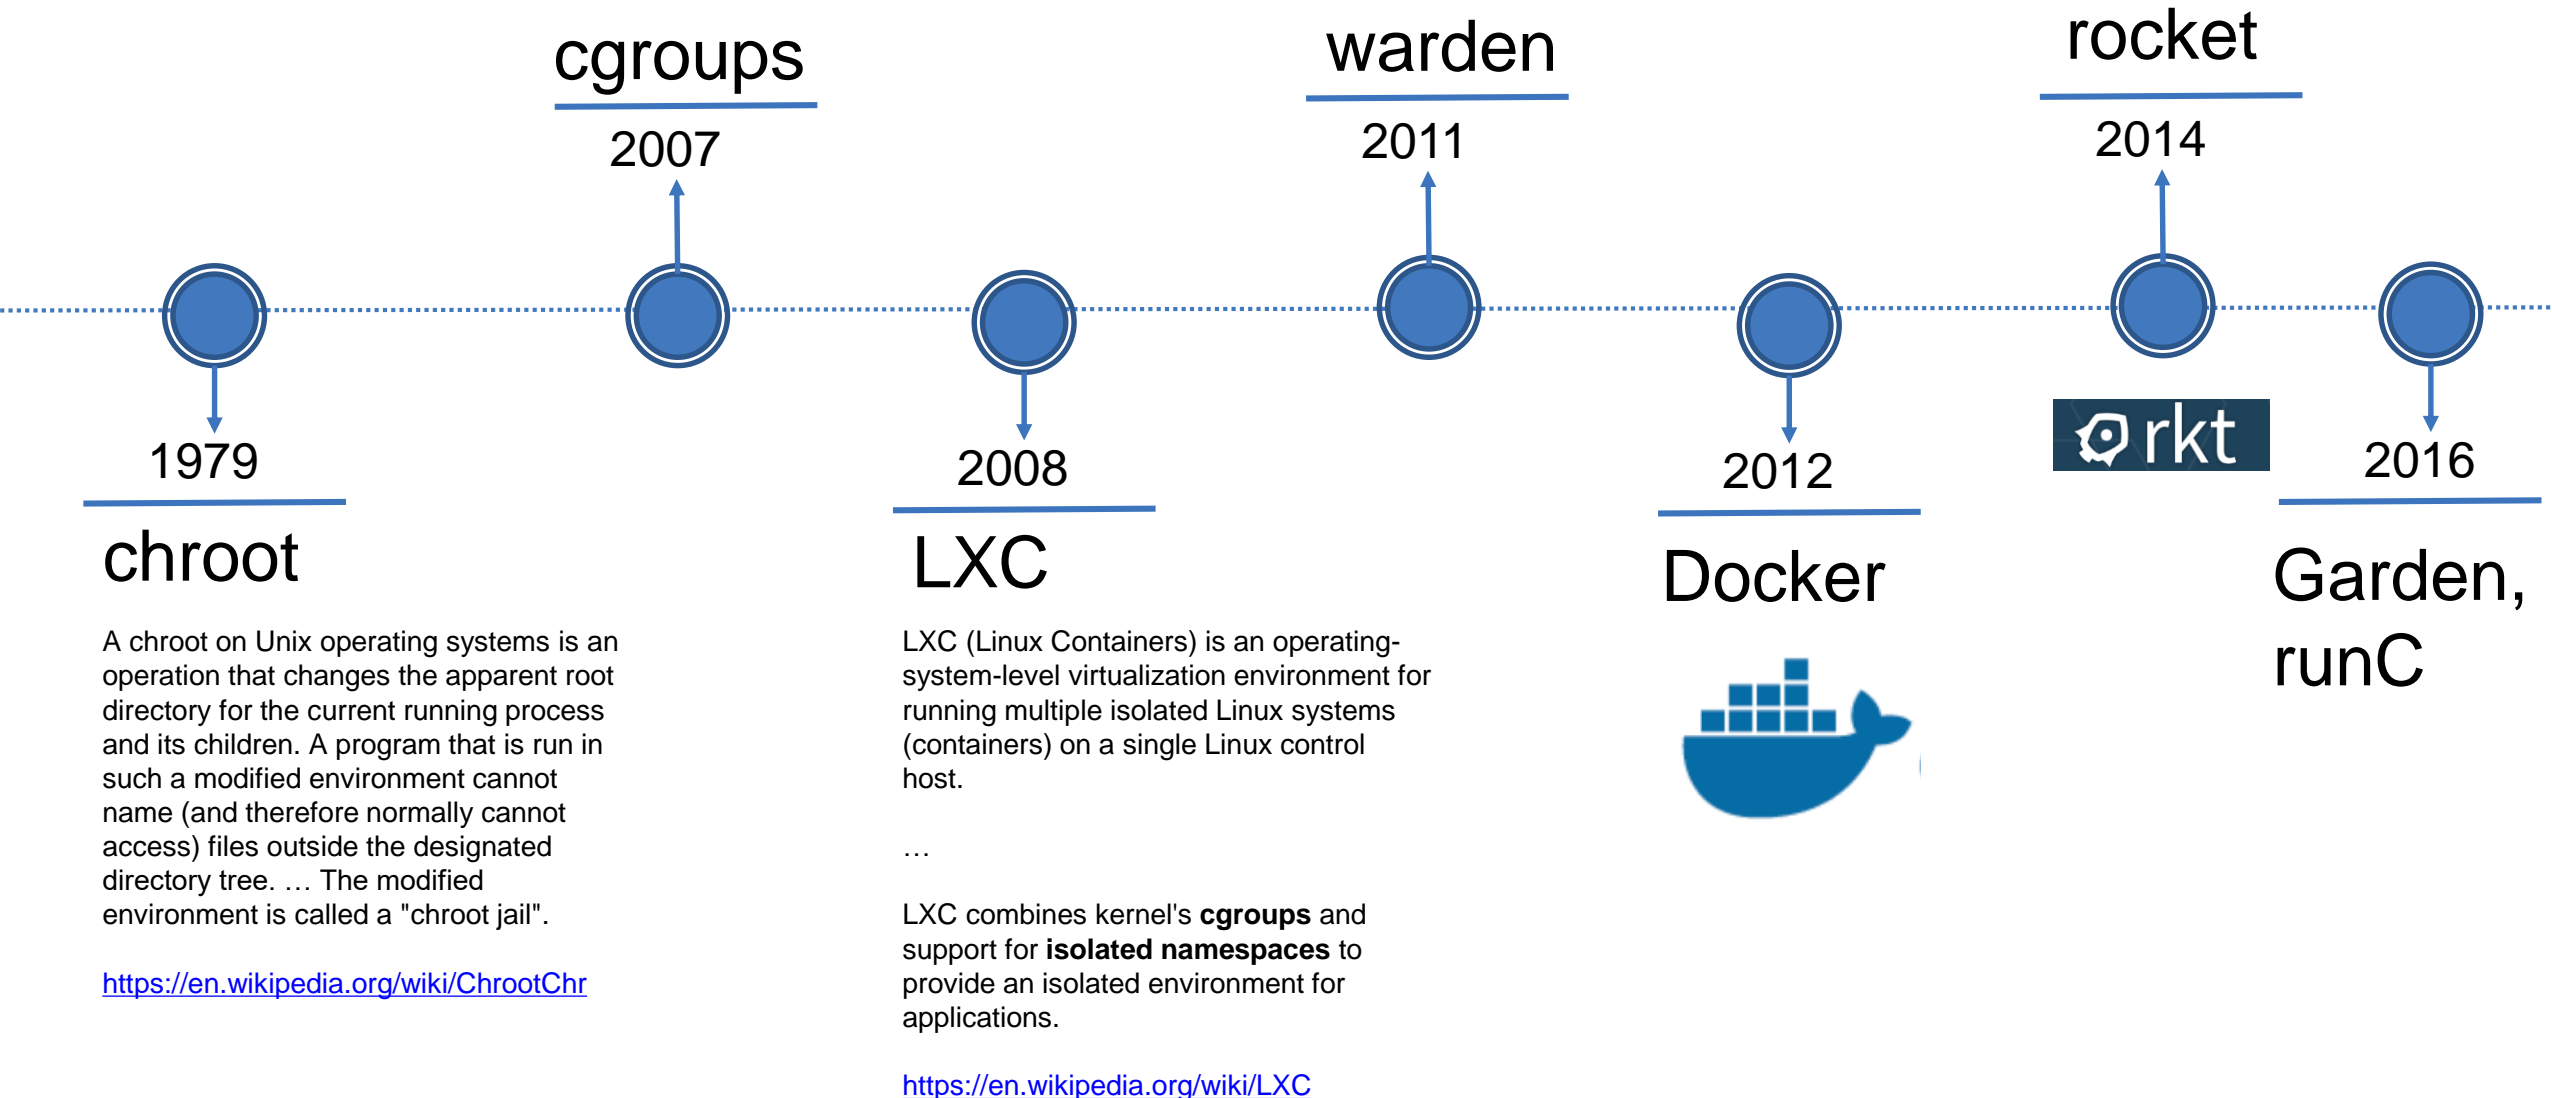 cgroups
2007
warden
2011
rocket
2014
1979
chroot
A chroot on Unix operating systems is an
operation that changes the apparent root
directory for the current running process
and its children. A program that is run in
such a modified environment cannot
name (and therefore normally cannot
access) files outside the designated
directory tree. … The modified
environment is called a "chroot jail".
https://en.wikipedia.org/wiki/ChrootChr
2008
LXC
LXC (Linux Containers) is an operating-
system-level virtualization environment for
running multiple isolated Linux systems
(containers) on a single Linux control
host.
…
LXC combines kernel's cgroups and
support for isolated namespaces to
provide an isolated environment for
applications.
https://en.wikipedia.org/wiki/LXC
2012
Docker
rkt
2016
Garden,
runC